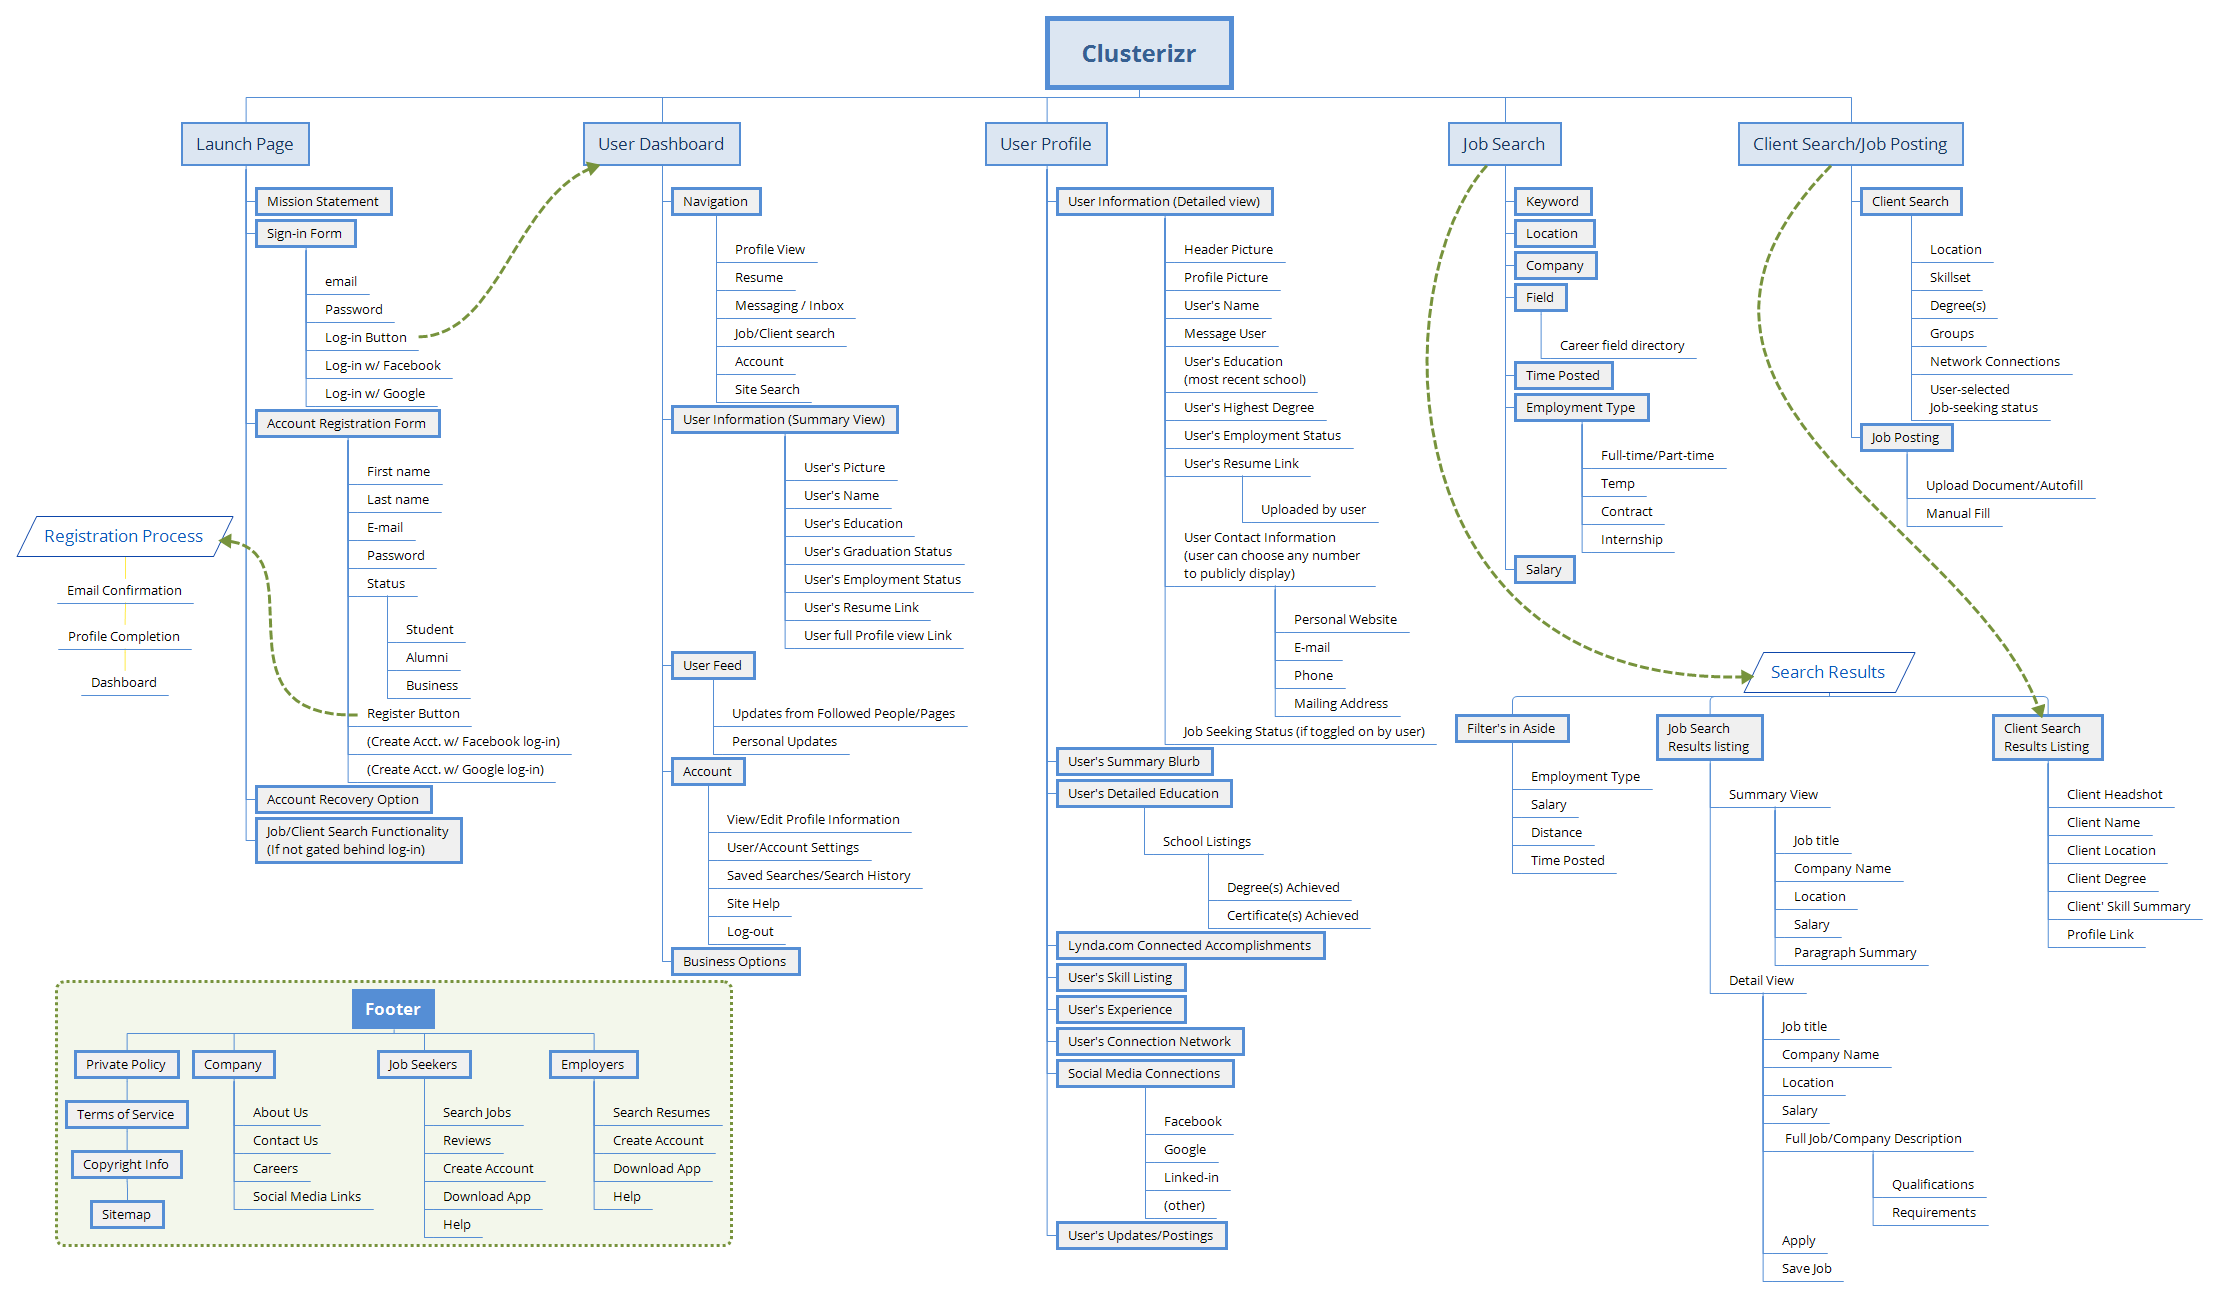 Clusterizr
Launch Page
Mission Statement
Sign-in Form
email
Password
Log-in Button
Log-in w/ Facebook
Log-in w/ Google
Account Registration Form
First name
Last name
E-mail
Password
Status
Student
Alumni
Business
Register Button
(Create Acct. w/ Facebook log-in)
(Create Acct. w/ Google log-in)
Account Recovery Option
Job/Client Search Functionality
(If not gated behind log-in)
Registration Process
Email Confirmation
Profile Completion
Dashboard
User Dashboard
Navigation
Profile View
Resume
Messaging / Inbox
Job/Client search
Account
Site Search
User Information (Summary View)
User's Picture
User's Name
User's Education
User's Graduation Status
User's Employment Status
User's Resume Link
User full Profile view Link
User Feed
Updates from Followed People/Pages
Personal Updates
Account
View/Edit Profile Information
User/Account Settings
Saved Searches/Search History
Site Help
Log-out
Business Options
User Profile
User Information (Detailed view)
Header Picture
Profile Picture
User's Name
Message User
User's Education
(most recent school)
User's Highest Degree
User's Employment Status
User's Resume Link
Uploaded by user
User Contact Information
(user can choose any number
to publicly display)
Personal Website
E-mail
Phone
Mailing Address
Job Seeking Status (if toggled on by user)
User's Summary Blurb
User's Detailed Education
School Listings
Degree(s) Achieved
Certificate(s) Achieved
Lynda.com Connected Accomplishments
User's Skill Listing
User's Experience
User's Connection Network
Social Media Connections
Facebook
Google
Linked-in
(other)
User's Updates/Postings
Job Search
Keyword
Location
Company
Field
Career field directory
Time Posted
Employment Type
Full-time/Part-time
Temp
Contract
Internship
Salary
Client Search/Job Posting
Client Search
Location
Skillset
Degree(s)
Groups
Network Connections
User-selected
Job-seeking status
Job Posting
Upload Document/Autofill
Manual Fill
Search Results
Filter's in Aside
Employment Type
Salary
Distance
Time Posted
Job Search
Results listing
Summary View
Job title
Company Name
Location
Salary
Paragraph Summary
Detail View
Job title
Company Name
Location
Salary
Full Job/Company Description
Qualifications
Requirements
Apply
Save Job
Client Search
Results Listing
Client Headshot
Client Name
Client Location
Client Degree
Client' Skill Summary
Profile Link
Footer
Private Policy
Terms of Service
Copyright Info
Sitemap
Company
About Us
Contact Us
Careers
Social Media Links
Job Seekers
Search Jobs
Reviews
Create Account
Download App
Help
Employers
Search Resumes
Create Account
Download App
Help